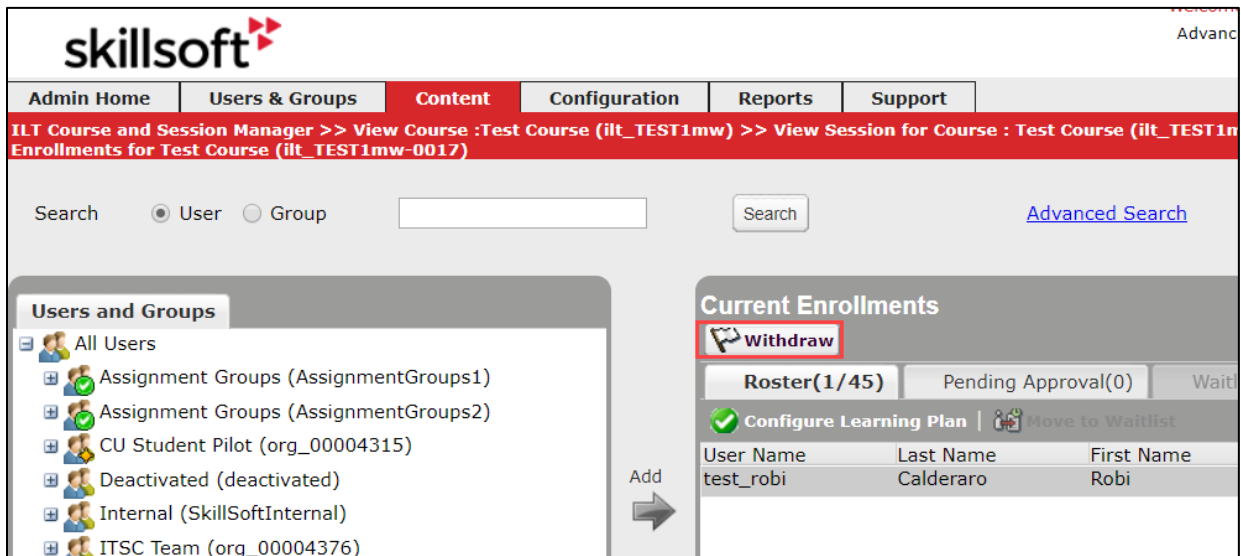 skillsoft
Advanc
Admin Home Users & Groups Content Configuration Reports Support
ILT Course and Session Manager >> View Course :Test Course (ilt_TEST1mw) >> View Session for Course : Test Course (ilt_TEST1m
Enrollments for Test Course (ilt_TEST1mw-0017)
Search User Group Search Advanced Search
Users and Groups
All Users
Assignment Groups (AssignmentGroups1)
Assignment Groups (AssignmentGroups2)
CU Student Pilot (org_00004315)
Deactivated (deactivated)
Internal (SkillSoftInternal)
ITSC Team (org_00004376)
Add
Current Enrollments
Withdraw
Roster(1/45) Pending Approval(0) Waitl
Configure Learning Plan | Move to Waitlist
User Name Last Name First Name
test_robi Calderaro Robi